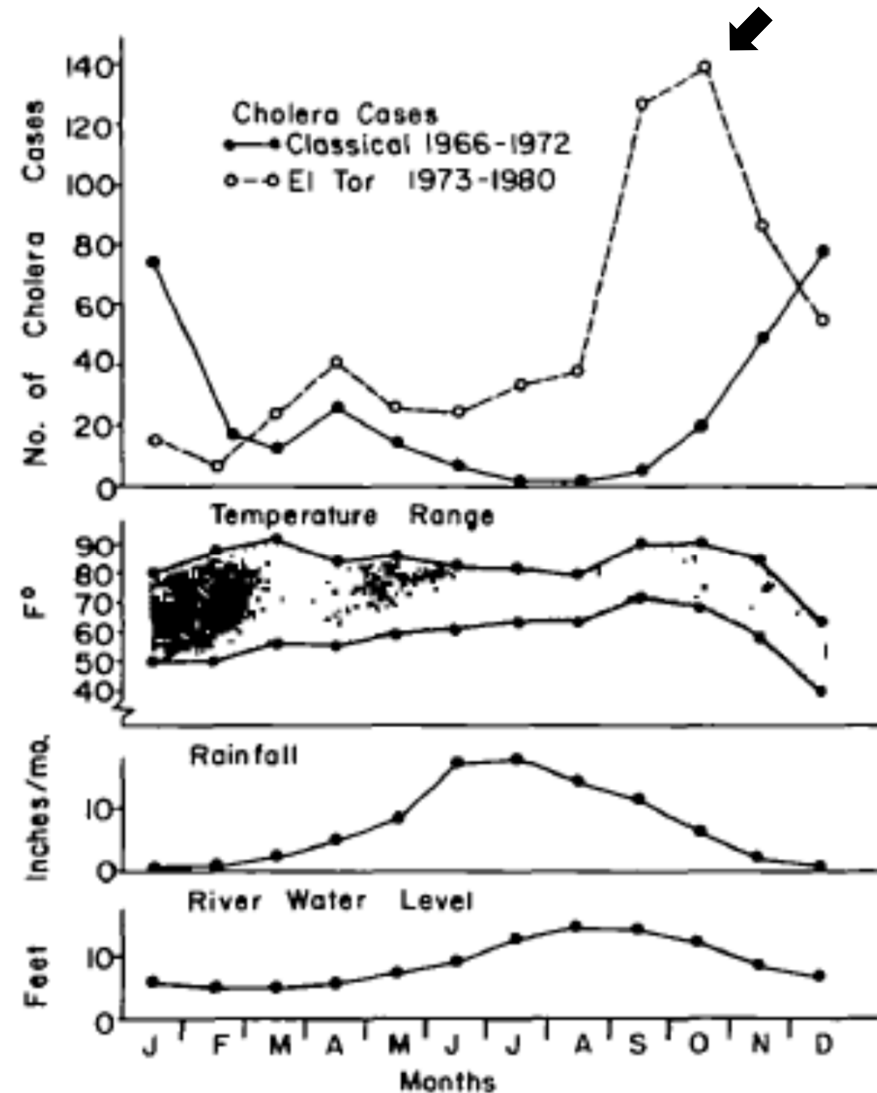 No. of Cholera Cases
140
120
100
80
60
40
20
0
Cholera Cases
Classical 1966-1972
El Tor 1973-1980
Temperature Range
F°
90
80
70
60
50
40
Rainfall
Inches/mo.
10
0
River Water Level
Feet
10
0
J F M A M J J A S O N D
Months